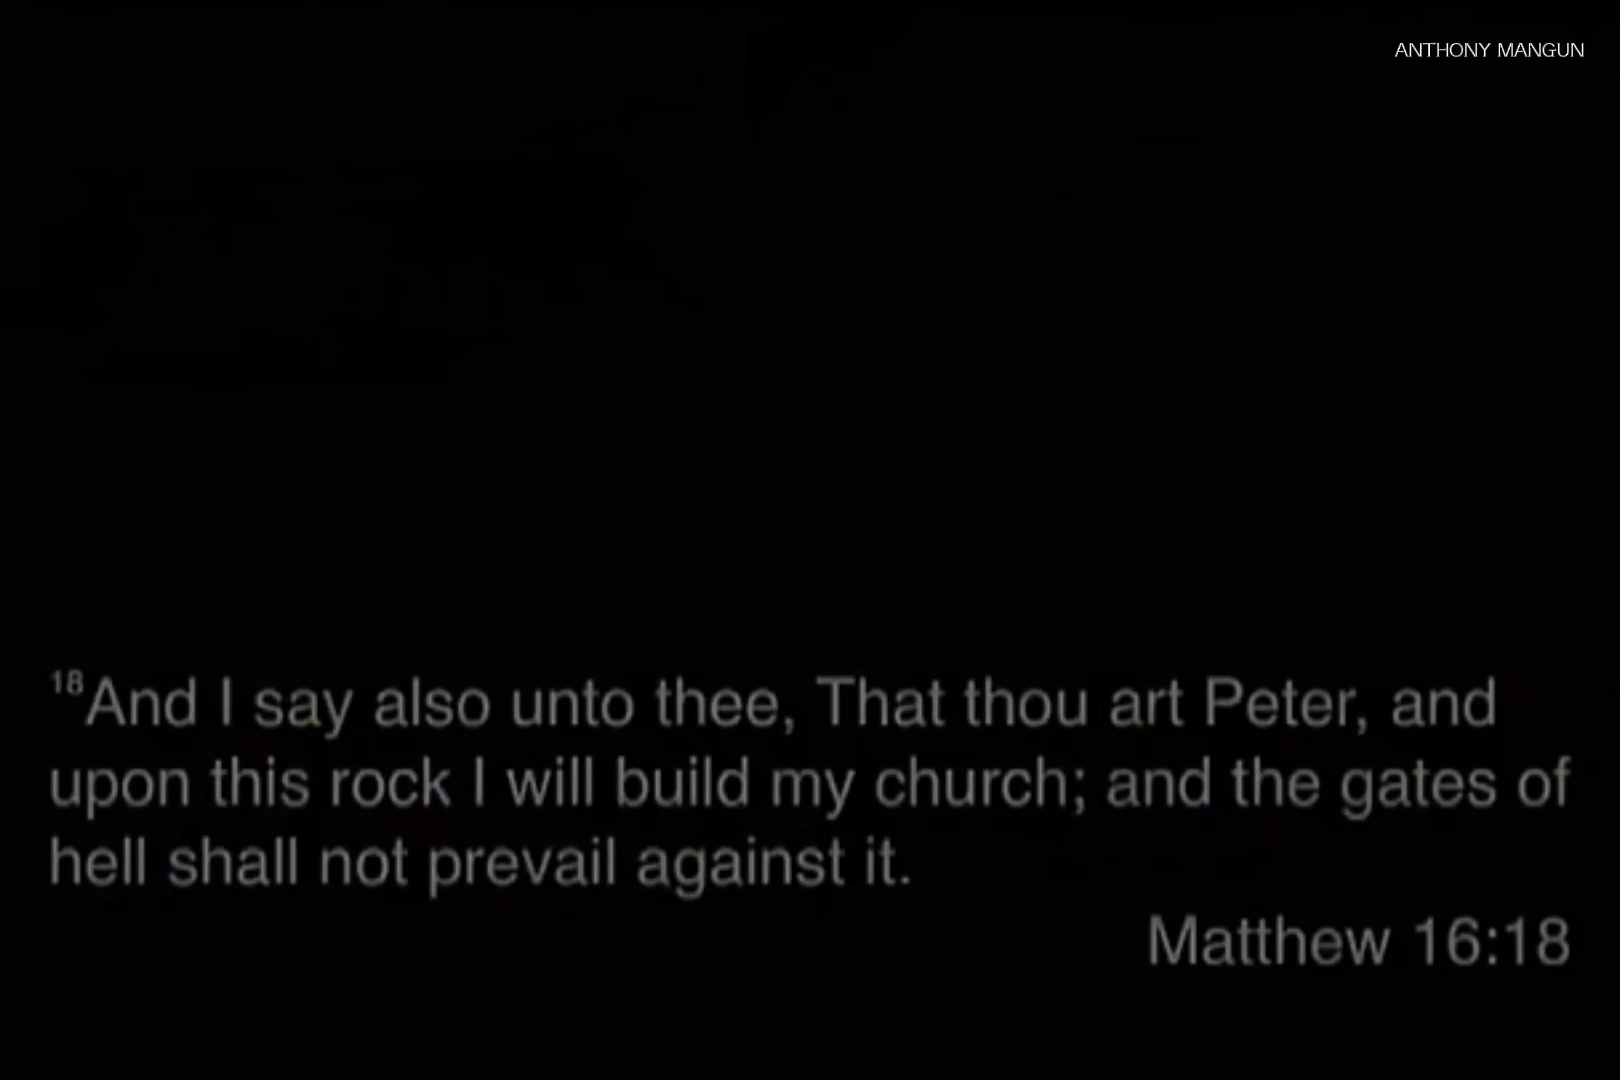 ANTHONY MANGUN
18And I say also unto thee, That thou art Peter, and
upon this rock I will build my church; and the gates of
hell shall not prevail against it.
Matthew 16:18